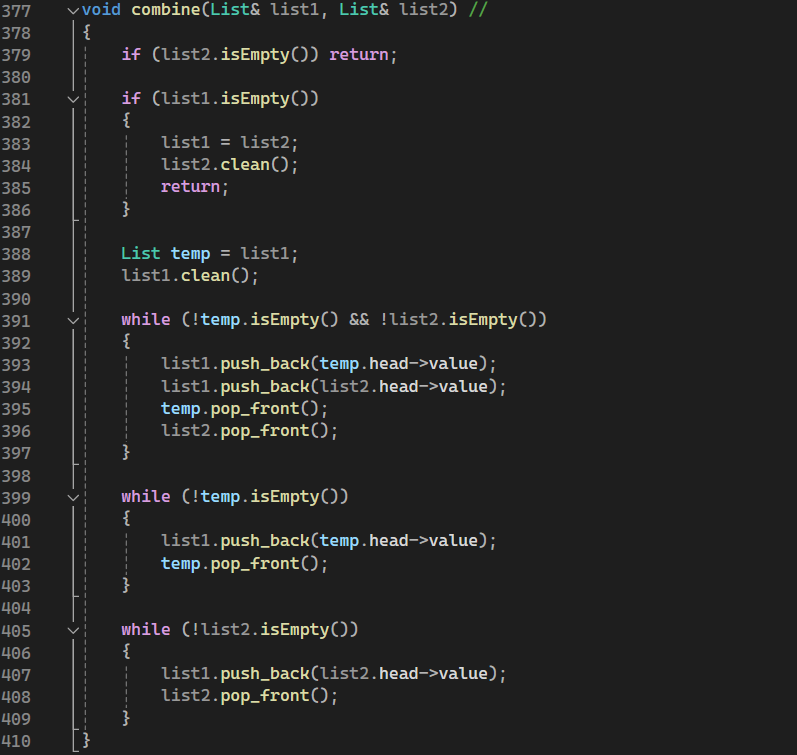 377 void combine(List& list1, List& list2) //
378 {
379     if (list2.isEmpty()) return;
380
381     if (list1.isEmpty())
382     {
383         list1 = list2;
384         list2.clean();
385         return;
386     }
387
388     List temp = list1;
389     list1.clean();
390
391     while (!temp.isEmpty() && !list2.isEmpty())
392     {
393         list1.push_back(temp.head->value);
394         list1.push_back(list2.head->value);
395         temp.pop_front();
396         list2.pop_front();
397     }
398
399     while (!temp.isEmpty())
400     {
401         list1.push_back(temp.head->value);
402         temp.pop_front();
403     }
404
405     while (!list2.isEmpty())
406     {
407         list1.push_back(list2.head->value);
408         list2.pop_front();
409     }
410 }